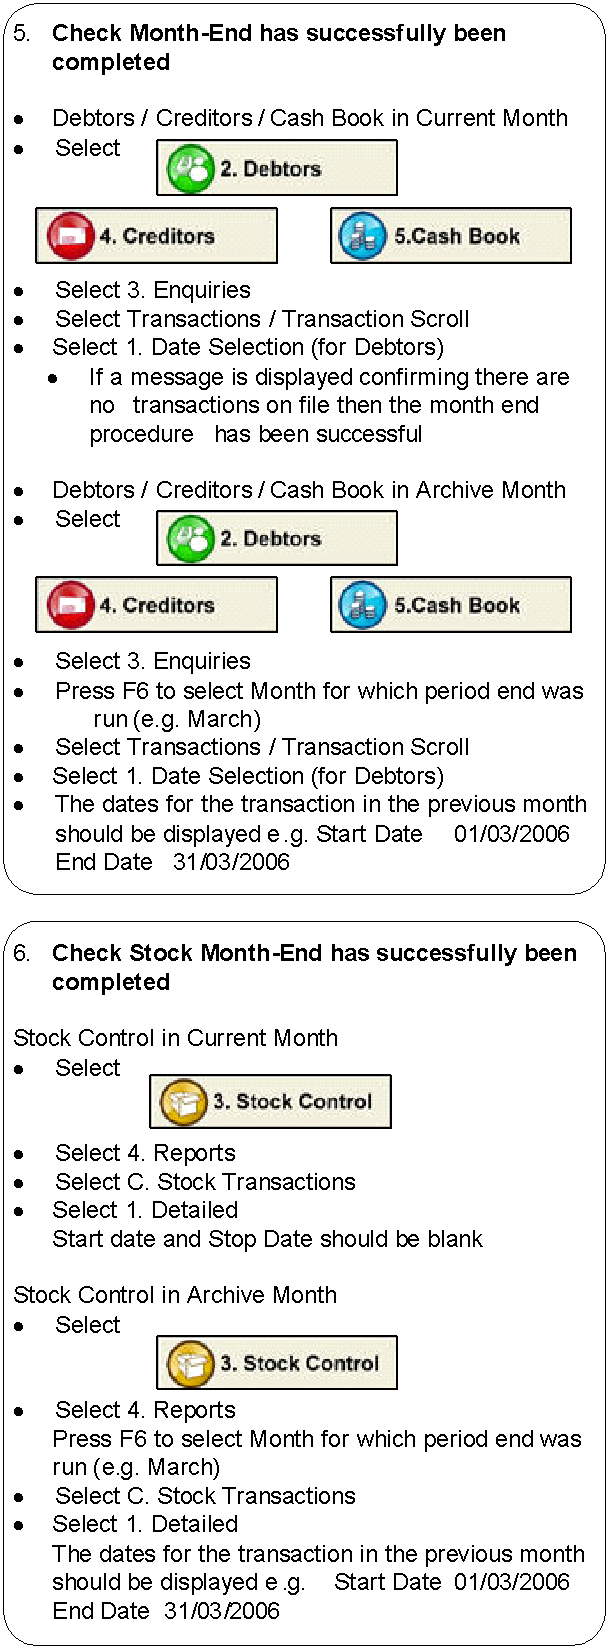 5. Check Month-End has successfully been
completed
• Debtors / Creditors / Cash Book in Current Month
• Select
2. Debtors
4. Creditors
5.Cash Book
• Select 3. Enquiries
• Select Transactions / Transaction Scroll
• Select 1. Date Selection (for Debtors)
• If a message is displayed confirming there are
no transactions on file then the month end
procedure has been successful
• Debtors / Creditors / Cash Book in Archive Month
• Select
2. Debtors
4. Creditors
5.Cash Book
• Select 3. Enquiries
• Press F6 to select Month for which period end was
run (e.g. March)
• Select Transactions / Transaction Scroll
• Select 1. Date Selection (for Debtors)
• The dates for the transaction in the previous month
should be displayed e.g. Start Date 01/03/2006
End Date 31/03/2006
6. Check Stock Month-End has successfully been
completed
Stock Control in Current Month
• Select
3. Stock Control
• Select 4. Reports
• Select C. Stock Transactions
• Select 1. Detailed
Start date and Stop Date should be blank
Stock Control in Archive Month
• Select
3. Stock Control
• Select 4. Reports
Press F6 to select Month for which period end was
run (e.g. March)
• Select C. Stock Transactions
• Select 1. Detailed
The dates for the transaction in the previous month
should be displayed e.g. Start Date 01/03/2006
End Date 31/03/2006